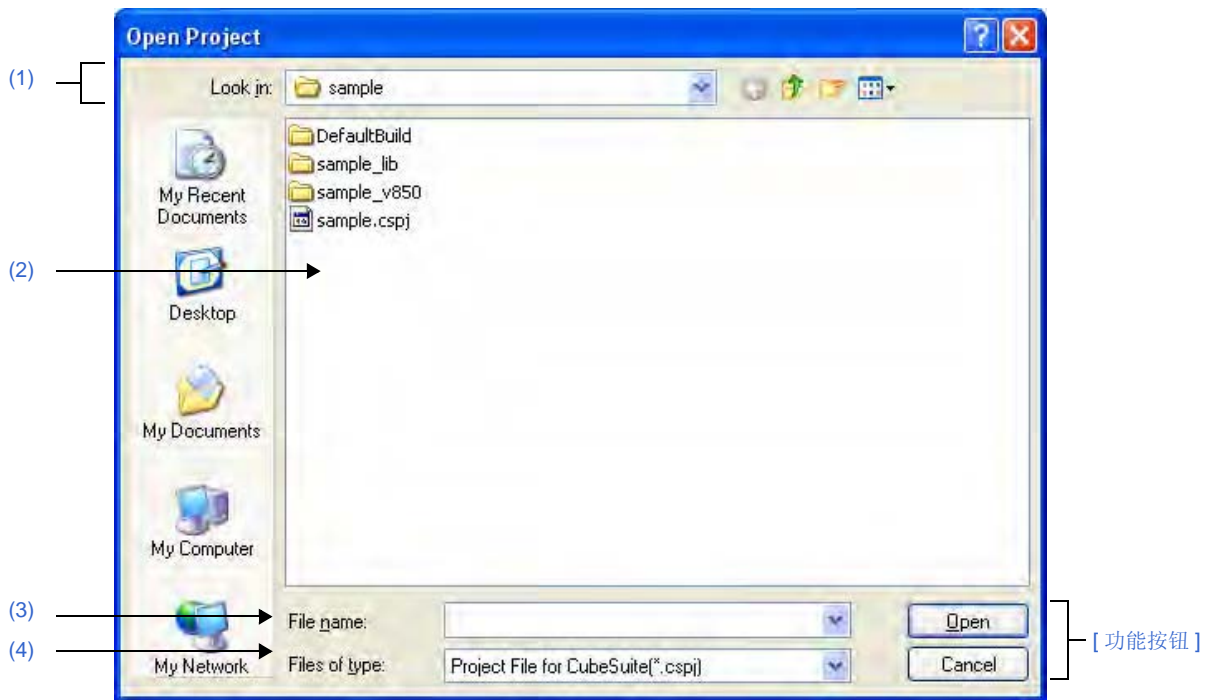 Open Project
(1)
Look in:
sample
DefaultBuild
sample_lib
sample_v850
sample.cspj
My Recent
Documents
(2)
Desktop
My Documents
My Computer
(3)
File name:
Open
(4)
My Network
Files of type:
Project File for CubeSuite(*.cspj)
Cancel
[ 功能按钮 ]